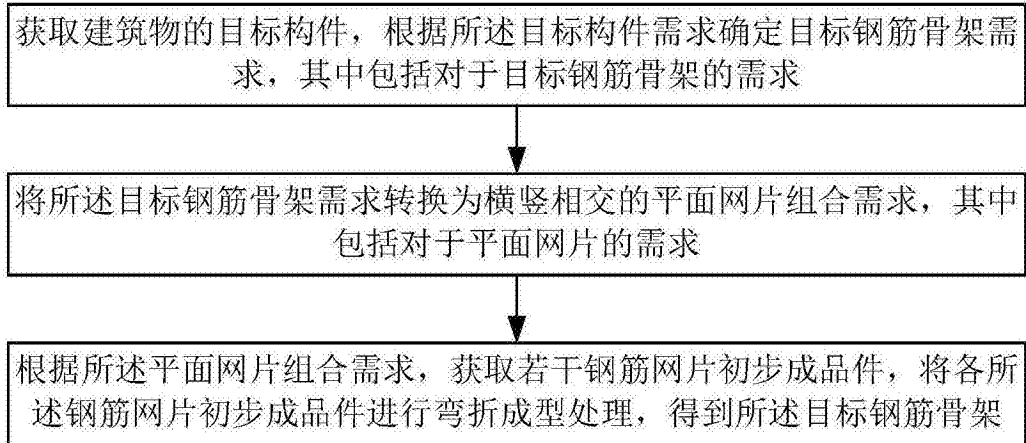 获取建筑物的目标构件，根据所述目标构件需求确定目标钢筋骨架需
求，其中包括对于目标钢筋骨架的需求
将所述目标钢筋骨架需求转换为横竖相交的平面网片组合需求，其中
包括对于平面网片的需求
根据所述平面网片组合需求，获取若干钢筋网片初步成品件，将各所
述钢筋网片初步成品件进行弯折成型处理，得到所述目标钢筋骨架